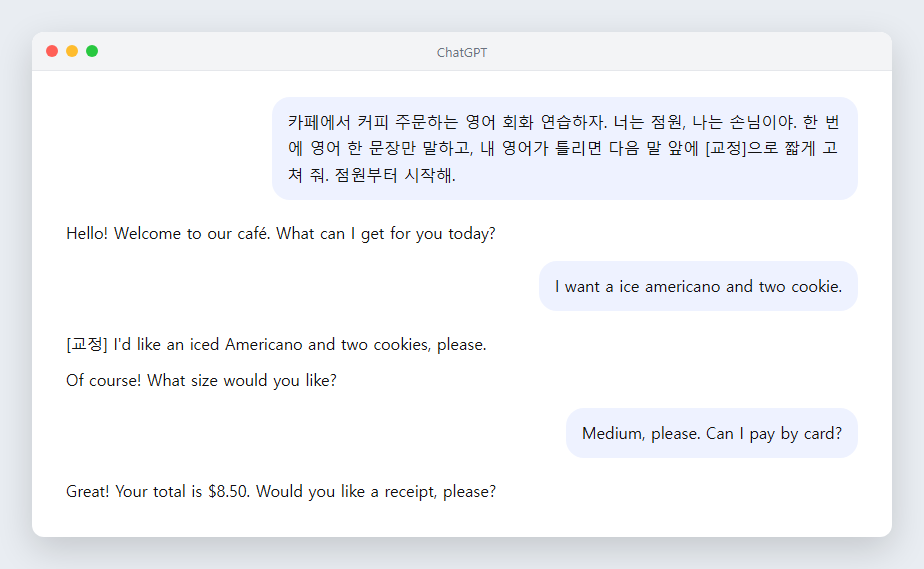 ChatGPT
카페에서 커피 주문하는 영어 회화 연습하자. 너는 점원, 나는 손님이야. 한 번
에 영어 한 문장만 말하고, 내 영어가 틀리면 다음 말 앞에 [교정]으로 짧게 고
쳐 줘. 점원부터 시작해.
Hello! Welcome to our café. What can I get for you today?
I want a ice americano and two cookie.
[교정] I'd like an iced Americano and two cookies, please.
Of course! What size would you like?
Medium, please. Can I pay by card?
Great! Your total is $8.50. Would you like a receipt, please?